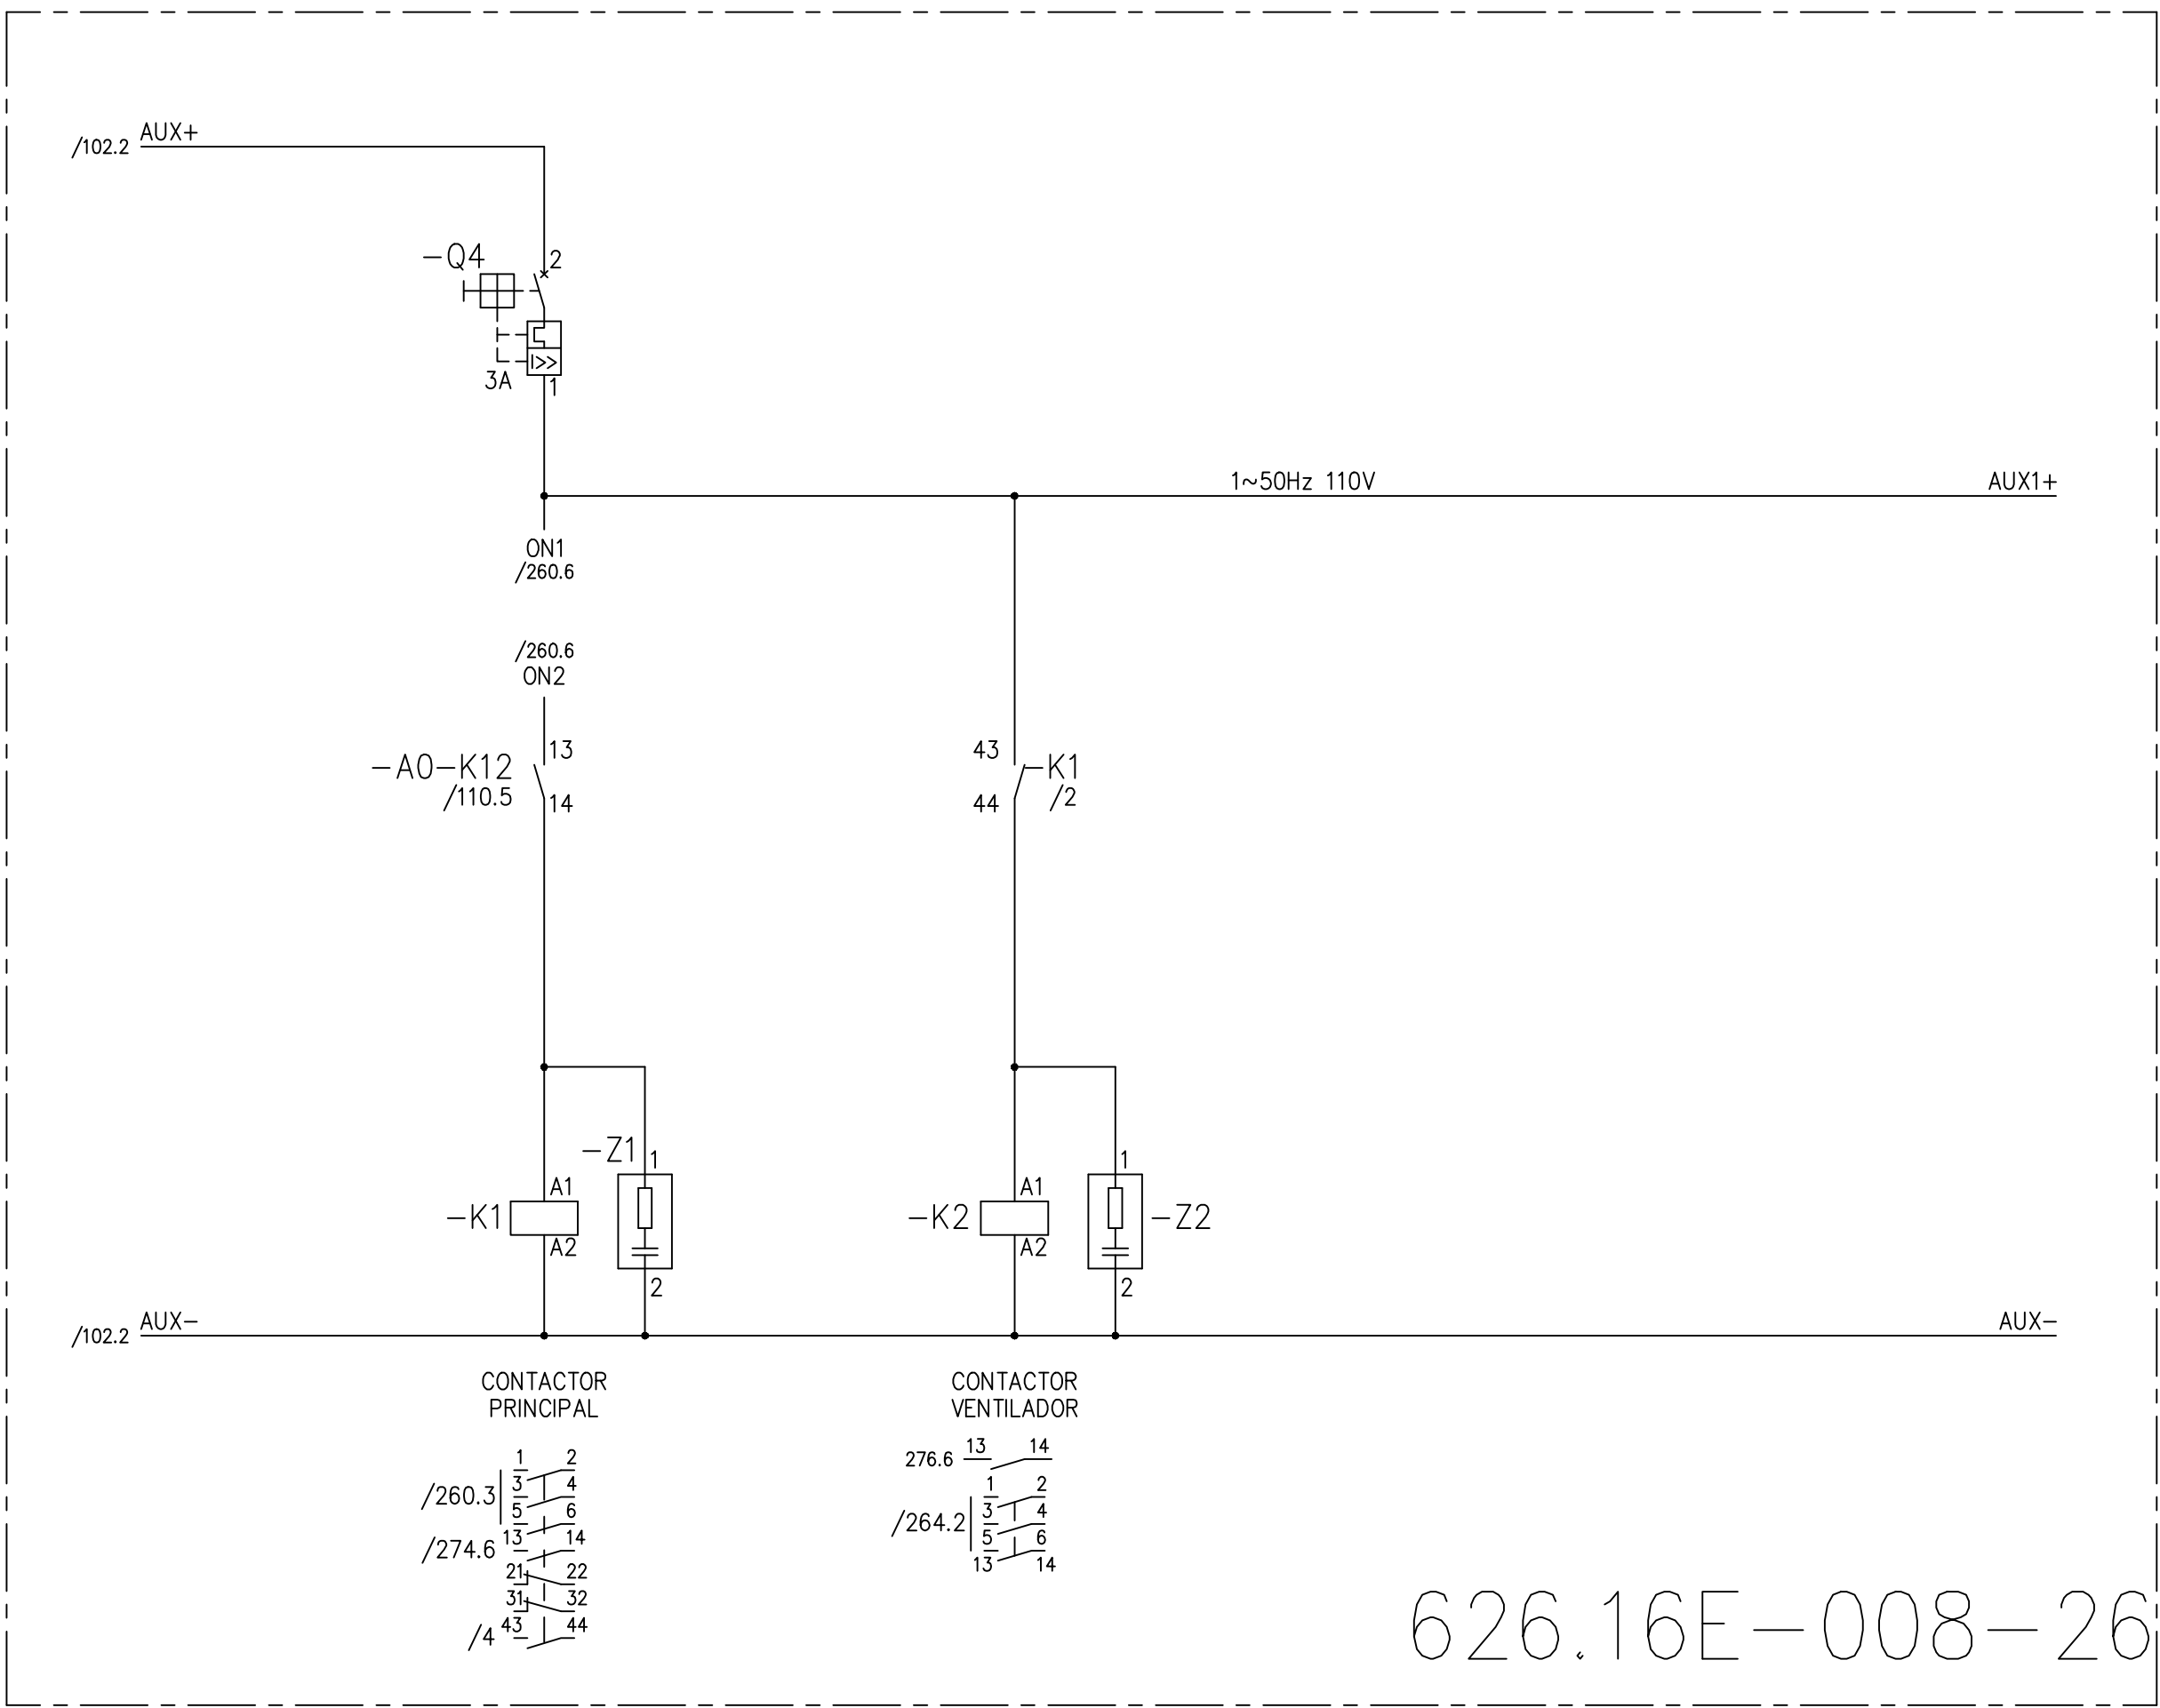 AUX+
/102.2
-Q4
2
I>>
3A
1
1~50Hz 110V
AUX1+
ON1
/260.6
/260.6
ON2
13
-A0-K12
/110.5
14
43
-K1
44
/2
-Z1
1
A1
-K1
A2
2
1
A1
-K2
-Z2
A2
2
AUX-
/102.2
AUX-
CONTACTOR
PRINCIPAL
CONTACTOR
VENTILADOR
1 2
3 4
/260.3
5 6
13 14
/274.6
21 22
31 32
43 44
/4
276.6 13 14
1 2
3 4
/264.2
5 6
13 14
626.16E-008-26